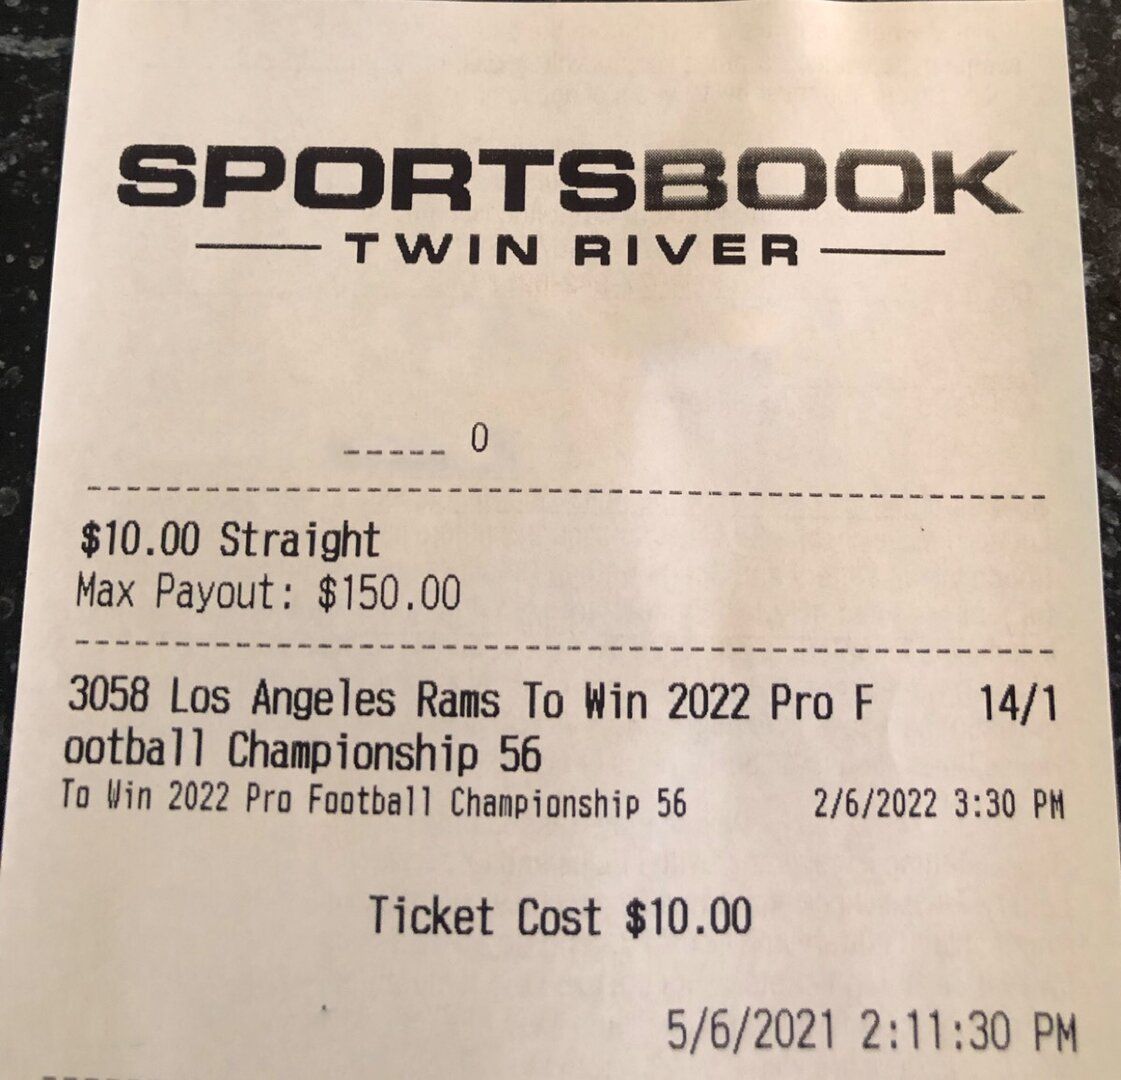 SPORTSBOOK
TWIN RIVER
_____ 0
$10.00 Straight
Max Payout: $150.00
3058 Los Angeles Rams To Win 2022 Pro F 14/1
ootball Championship 56
To Win 2022 Pro Football Championship 56 2/6/2022 3:30 PM
Ticket Cost $10.00
5/6/2021 2:11:30 PM